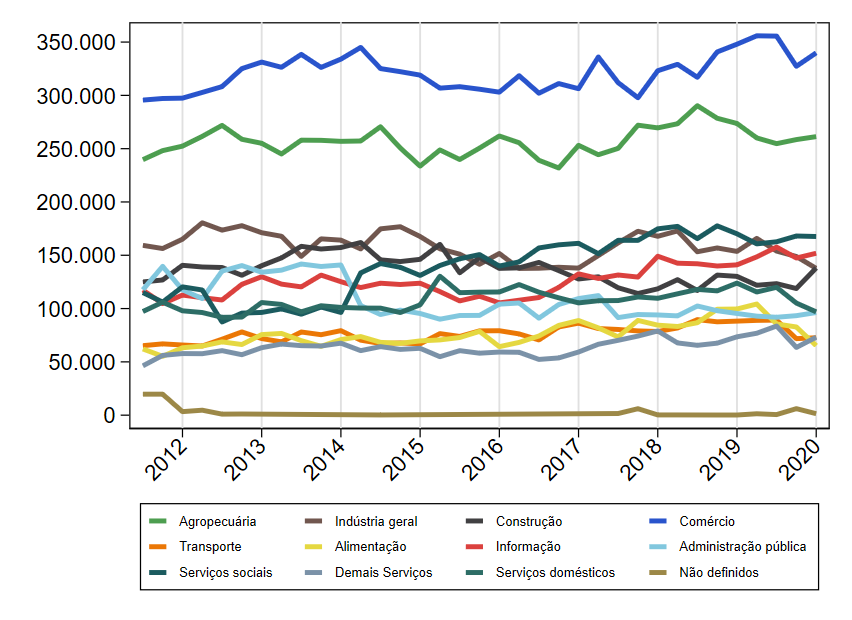 350.000
300.000
250.000
200.000
150.000
100.000
50.000
0
2012 2013 2014 2015 2016 2017 2018 2019 2020
Agropecuária Indústria geral Construção Comércio
Transporte Alimentação Informação Administração pública
Serviços sociais Demais Serviços Serviços domésticos Não definidos